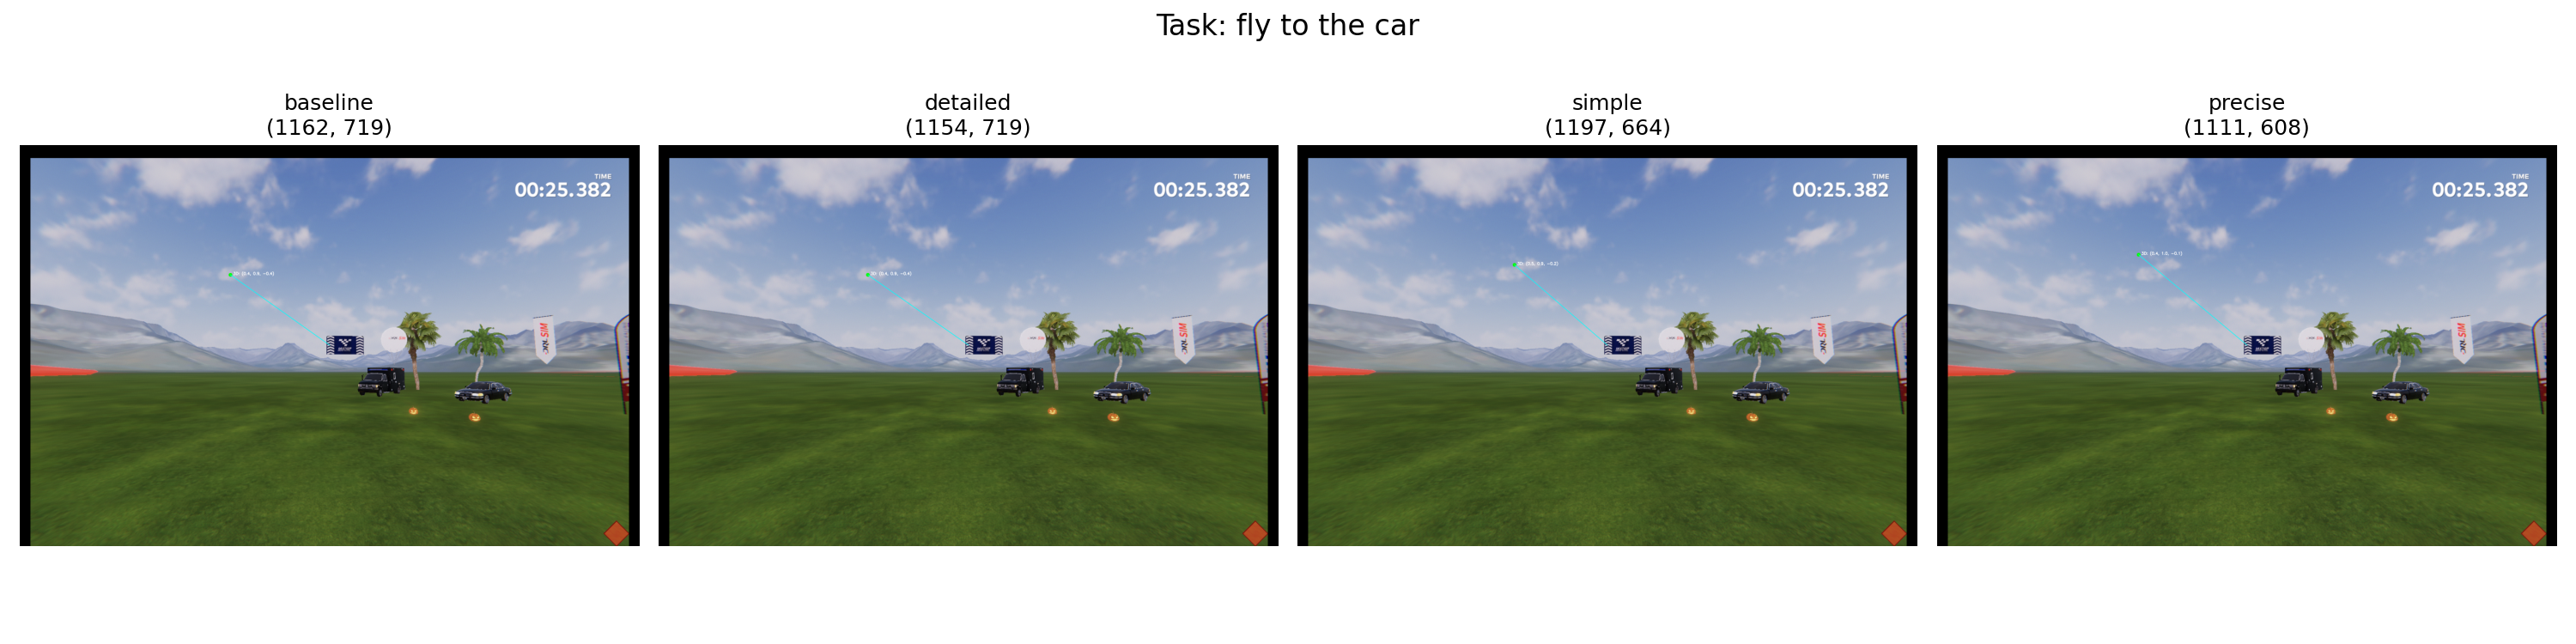 Task: fly to the car
baseline
(1162, 719)
detailed
(1154, 719)
simple
(1197, 664)
precise
(1111, 608)
TIME
00:25.382
TIME
00:25.382
TIME
00:25.382
TIME
00:25.382